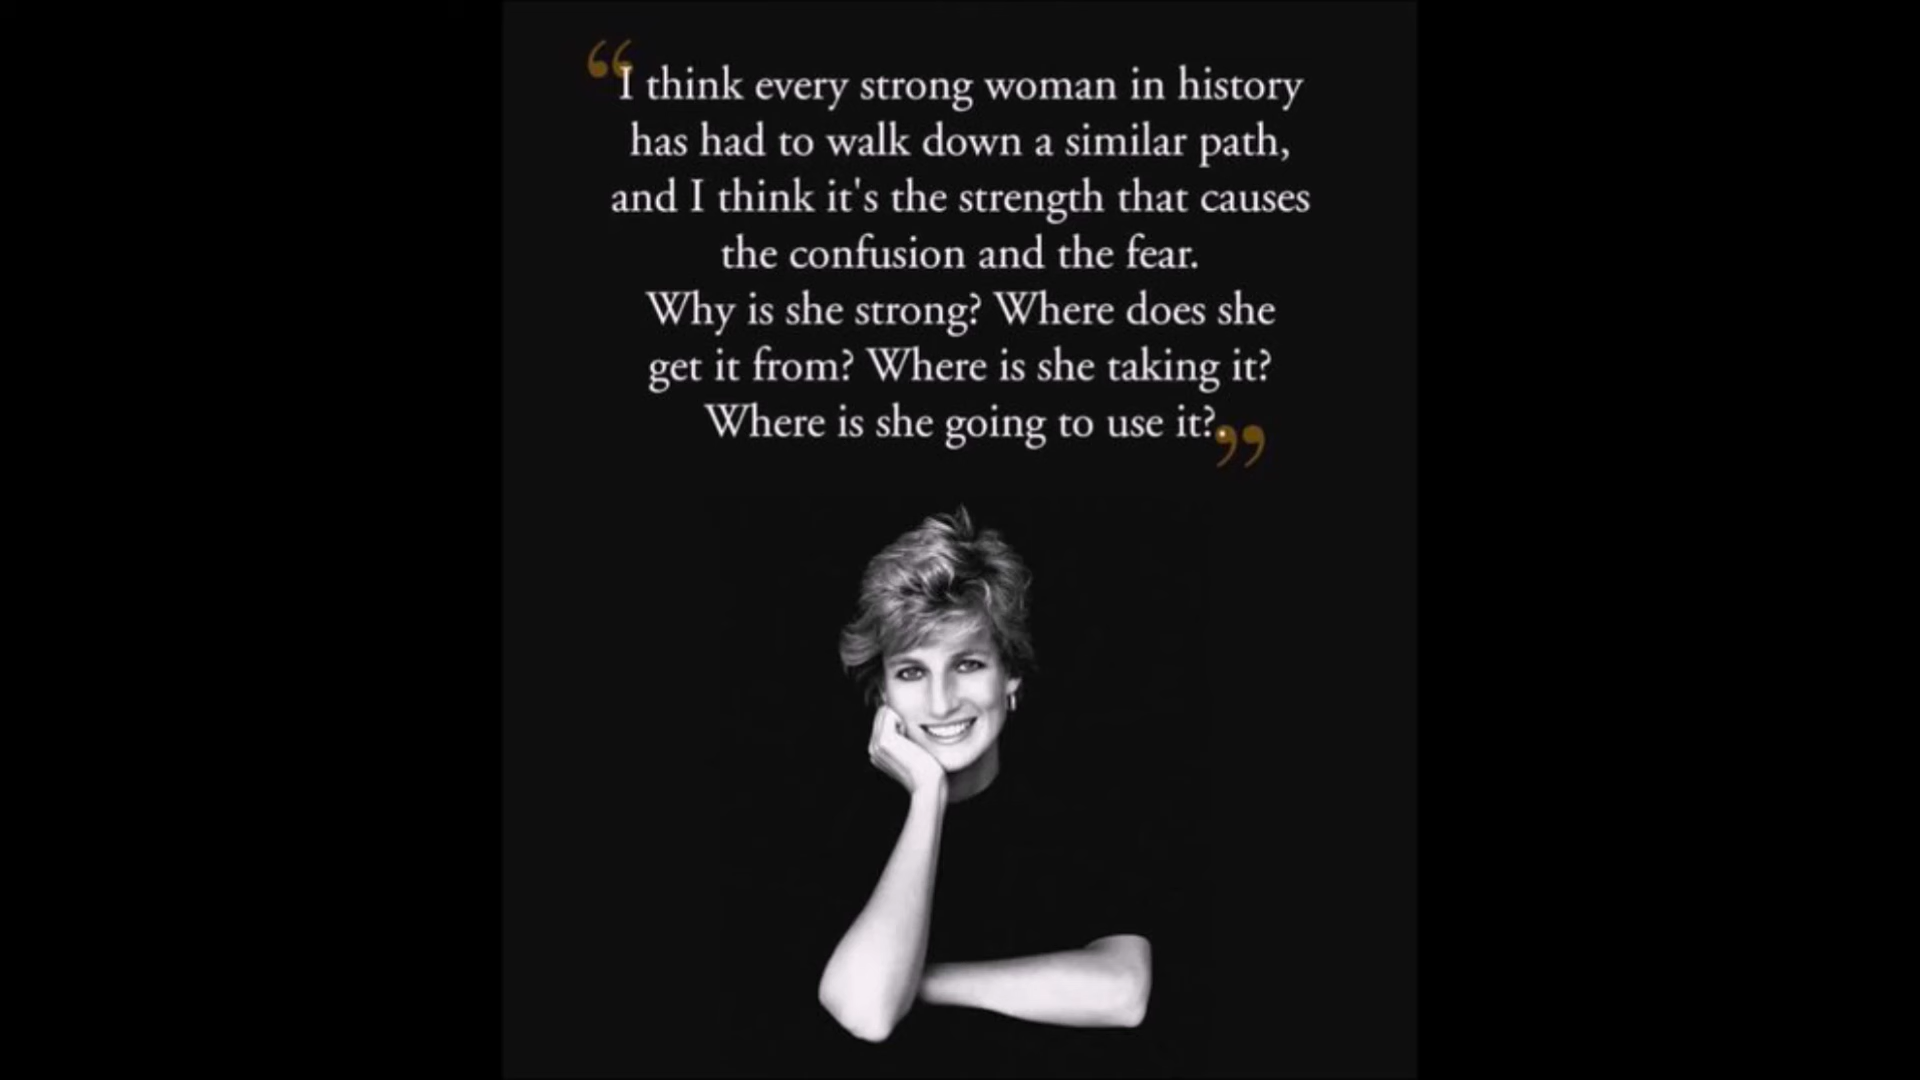 “I think every strong woman in history
has had to walk down a similar path,
and I think it's the strength that causes
the confusion and the fear.
Why is she strong? Where does she
get it from? Where is she taking it?
Where is she going to use it?.”